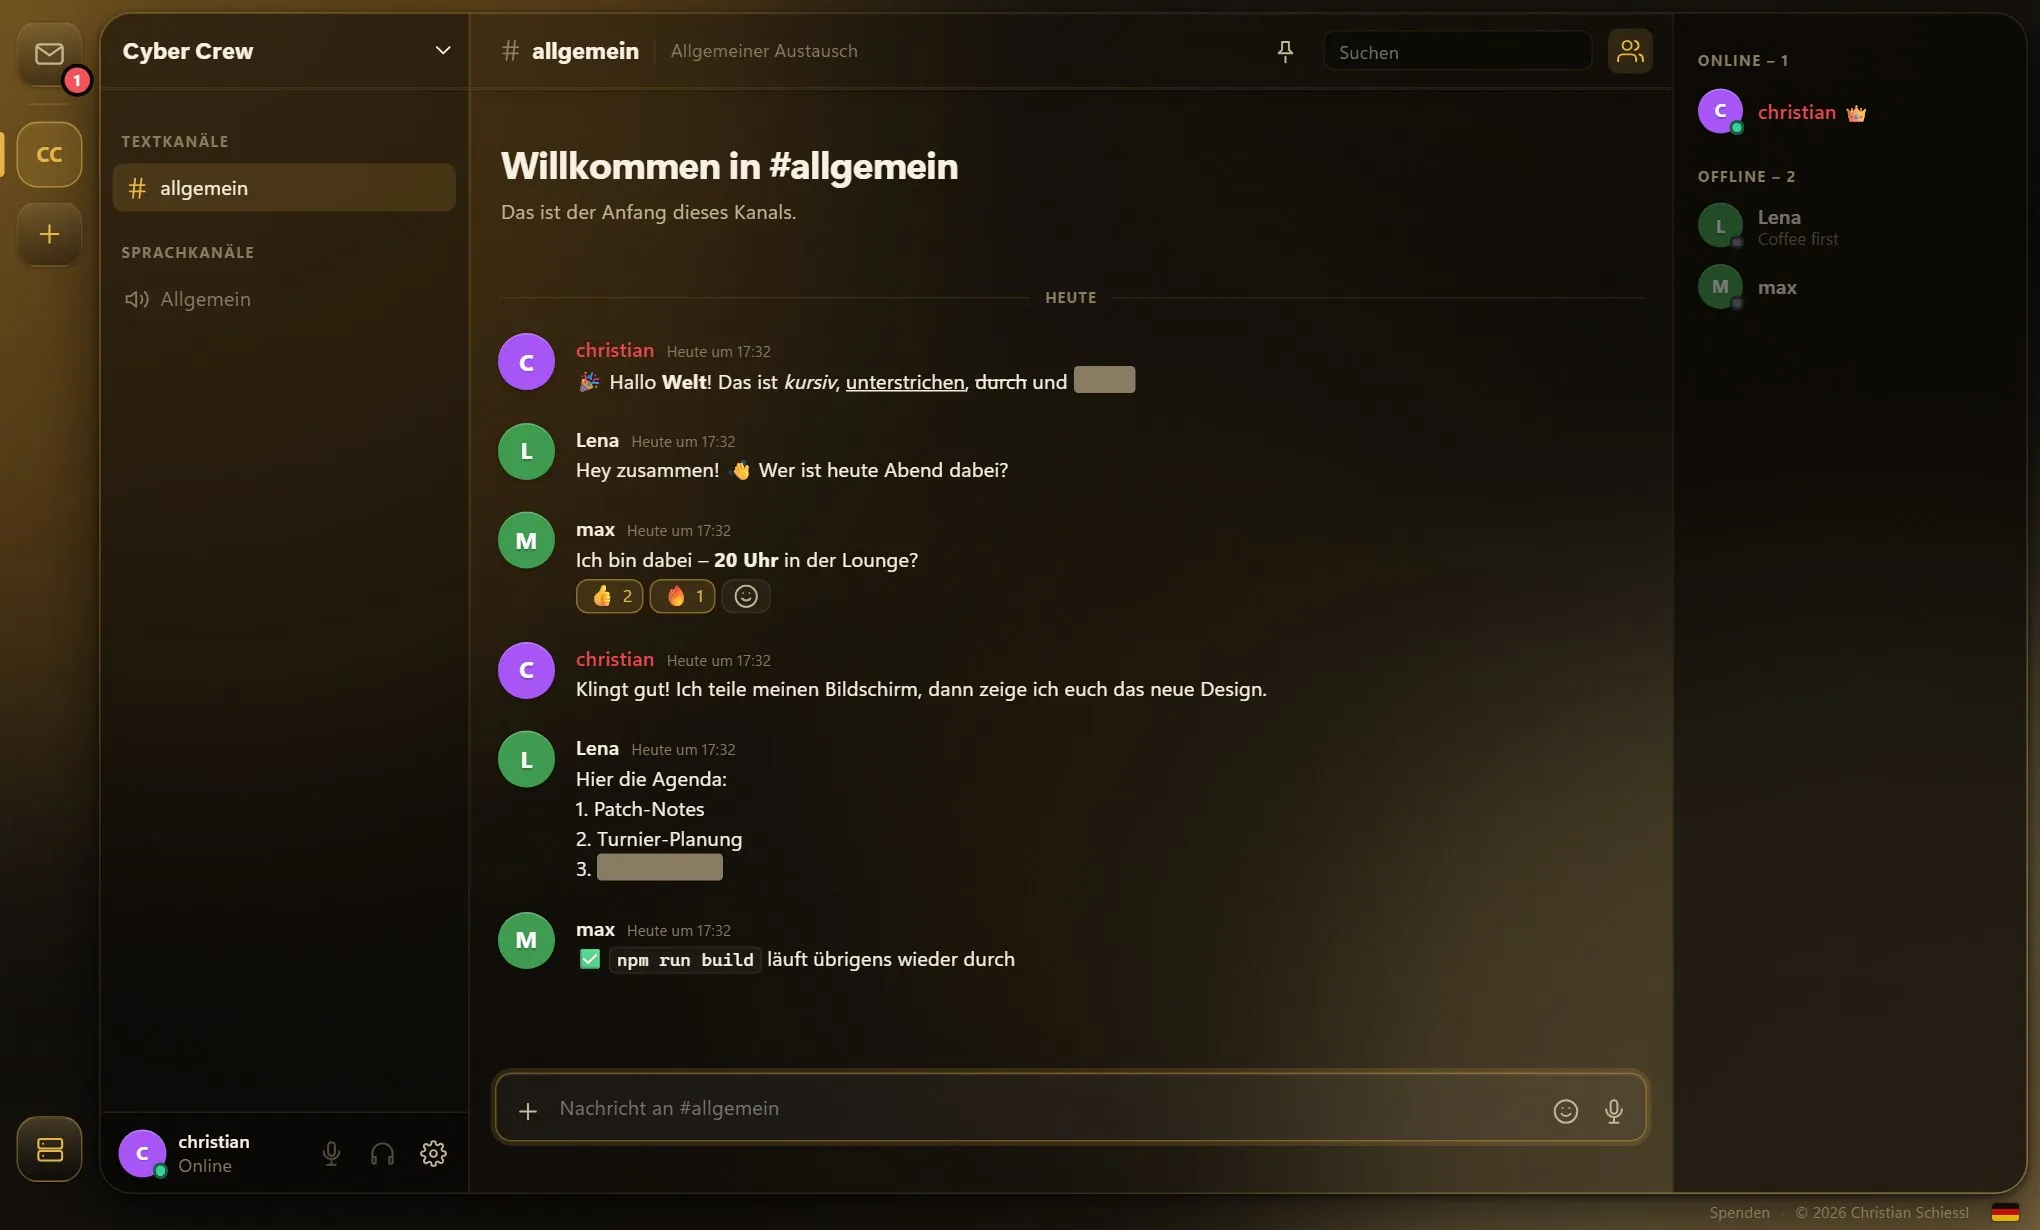 1
CC
Cyber Crew
TEXTKANÄLE
# allgemein
SPRACHKANÄLE
Allgemein
C
christian
Online
# allgemein
Allgemeiner Austausch
Suchen
Willkommen in #allgemein
Das ist der Anfang dieses Kanals.
HEUTE
C
christian Heute um 17:32
🎉 Hallo Welt! Das ist kursiv, unterstrichen, durch und
L
Lena Heute um 17:32
Hey zusammen! 👋 Wer ist heute Abend dabei?
M
max Heute um 17:32
Ich bin dabei – 20 Uhr in der Lounge?
👍 2 🔥 1
C
christian Heute um 17:32
Klingt gut! Ich teile meinen Bildschirm, dann zeige ich euch das neue Design.
L
Lena Heute um 17:32
Hier die Agenda:
1. Patch-Notes
2. Turnier-Planung
3.
M
max Heute um 17:32
✅ npm run build läuft übrigens wieder durch
Nachricht an #allgemein
ONLINE – 1
C
christian 👑
OFFLINE – 2
L
Lena
Coffee first
M
max
Spenden · © 2026 Christian Schiessl